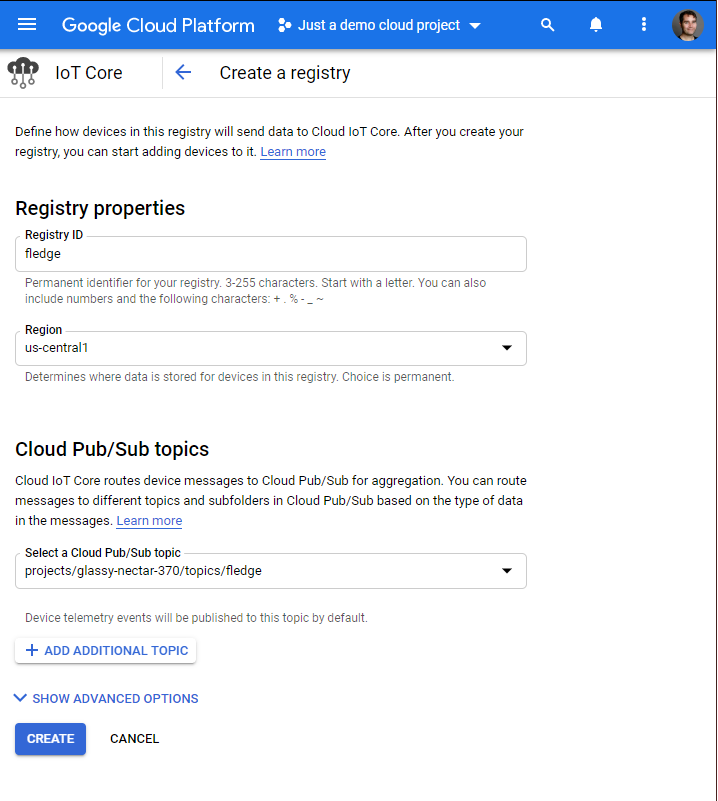 Google Cloud Platform
Just a demo cloud project
IoT Core
Create a registry
Define how devices in this registry will send data to Cloud IoT Core. After you create your
registry, you can start adding devices to it. Learn more
Registry properties
Registry ID
fledge
Permanent identifier for your registry. 3-255 characters. Start with a letter. You can also
include numbers and the following characters: + . % - _ ~
Region
us-central1
Determines where data is stored for devices in this registry. Choice is permanent.
Cloud Pub/Sub topics
Cloud IoT Core routes device messages to Cloud Pub/Sub for aggregation. You can route
messages to different topics and subfolders in Cloud Pub/Sub based on the type of data
in the messages. Learn more
Select a Cloud Pub/Sub topic
projects/glassy-nectar-370/topics/fledge
Device telemetry events will be published to this topic by default.
ADD ADDITIONAL TOPIC
SHOW ADVANCED OPTIONS
CREATE CANCEL